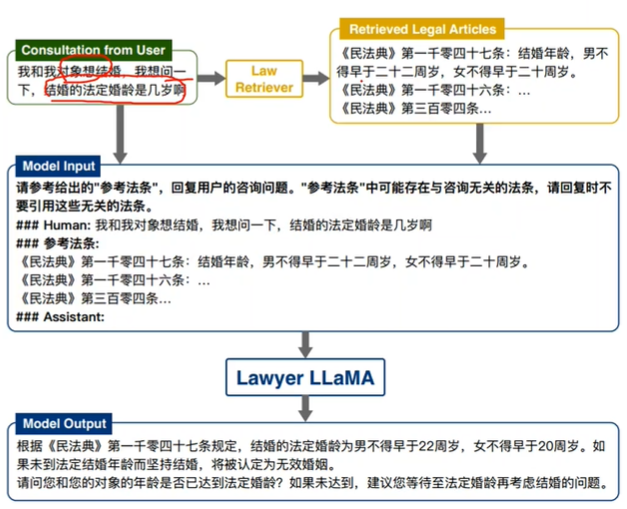 Consultation from User
我和我对象想结婚，我想问一
下，结婚的法定婚龄是几岁啊
Law
Retriever
Retrieved Legal Articles
《民法典》第一千零四十七条：结婚年龄，男不
得早于二十二周岁，女不得早于二十周岁。
《民法典》第一千零四十六条：…
《民法典》第三百零四条…
Model Input
请参考给出的"参考法条"，回复用户的咨询问题。"参考法条"中可能存在与咨询无关的法条，请回复时不
要引用这些无关的法条。
### Human: 我和我对象想结婚，我想问一下，结婚的法定婚龄是几岁啊
### 参考法条:
《民法典》第一千零四十七条：结婚年龄，男不得早于二十二周岁，女不得早于二十周岁。
《民法典》第一千零四十六条：…
《民法典》第三百零四条…
### Assistant:
Lawyer LLaMA
Model Output
根据《民法典》第一千零四十七条规定，结婚的法定婚龄为男不得早于22周岁，女不得早于20周岁。如
果未到法定结婚年龄而坚持结婚，将被认定为无效婚姻。
请问您和您的对象的年龄是否已达到法定婚龄？如果未达到，建议您等待至法定婚龄再考虑结婚的问题。